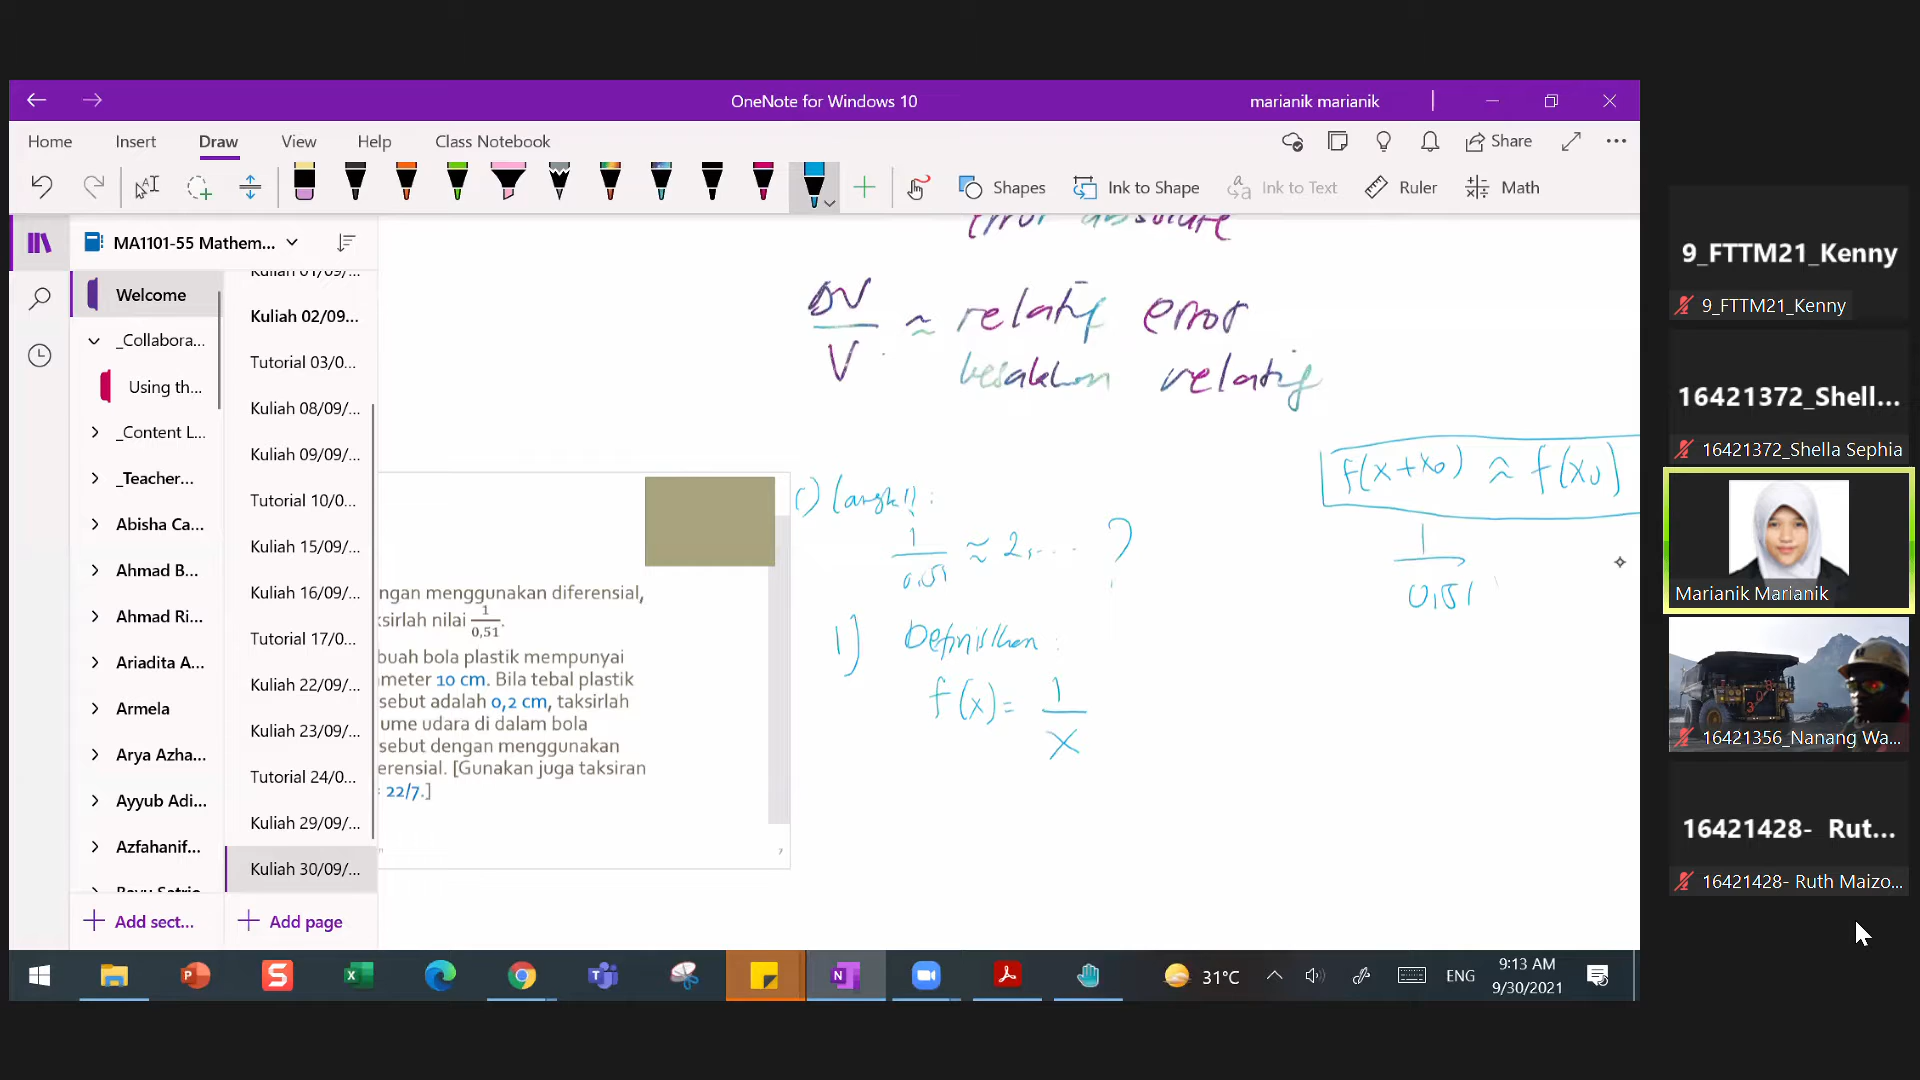 OneNote for Windows 10
marianik marianik
Home
Insert
Draw
View
Help
Class Notebook
Share
Shapes
Ink to Shape
Ink to Text
Ruler
Math
MA1101-55 Mathem...
Welcome
_Collabora...
Using th...
_Content L...
_Teacher...
Abisha Ca...
Ahmad B...
Ahmad Ri...
Ariadita A...
Armela
Arya Azha...
Ayyub Adi...
Azfahanif...
Add sect...
Kuliah 01/09/...
Kuliah 02/09...
Tutorial 03/0...
Kuliah 08/09/...
Kuliah 09/09/...
Tutorial 10/0...
Kuliah 15/09/...
Kuliah 16/09/...
Tutorial 17/0...
Kuliah 22/09/...
Kuliah 23/09/...
Tutorial 24/0...
Kuliah 29/09/...
Kuliah 30/09/...
Add page
error absolute
ΔV/V ≈ relatif error
relatif
ngan menggunakan diferensial,
ksirlah nilai 1/0,51.
buah bola plastik mempunyai
meter 10 cm. Bila tebal plastik
sebut adalah 0,2 cm, taksirlah
ume udara di dalam bola
sebut dengan menggunakan
erensial. [Gunakan juga taksiran
= 22/7.]
7
1/0,51 ≈ 2,.... ?
1) Definisikan :
f(x) = 1/x
f(x+x0) ≈ f(x0)
1/0,51
9_FTTM21_Kenny
9_FTTM21_Kenny
16421372_Shell...
16421372_Shella Sephia
Marianik Marianik
16421356_Nanang Wa...
16421428- Rut...
16421428- Ruth Maizo...
31°C
ENG
9:13 AM
9/30/2021